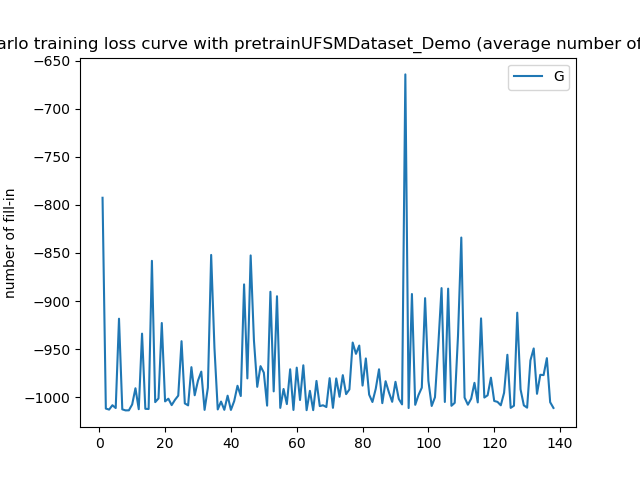 arlo training loss curve with pretrainUFSMDataset_Demo (average number of
G
number of fill-in
−650
−700
−750
−800
−850
−900
−950
−1000
0 20 40 60 80 100 120 140